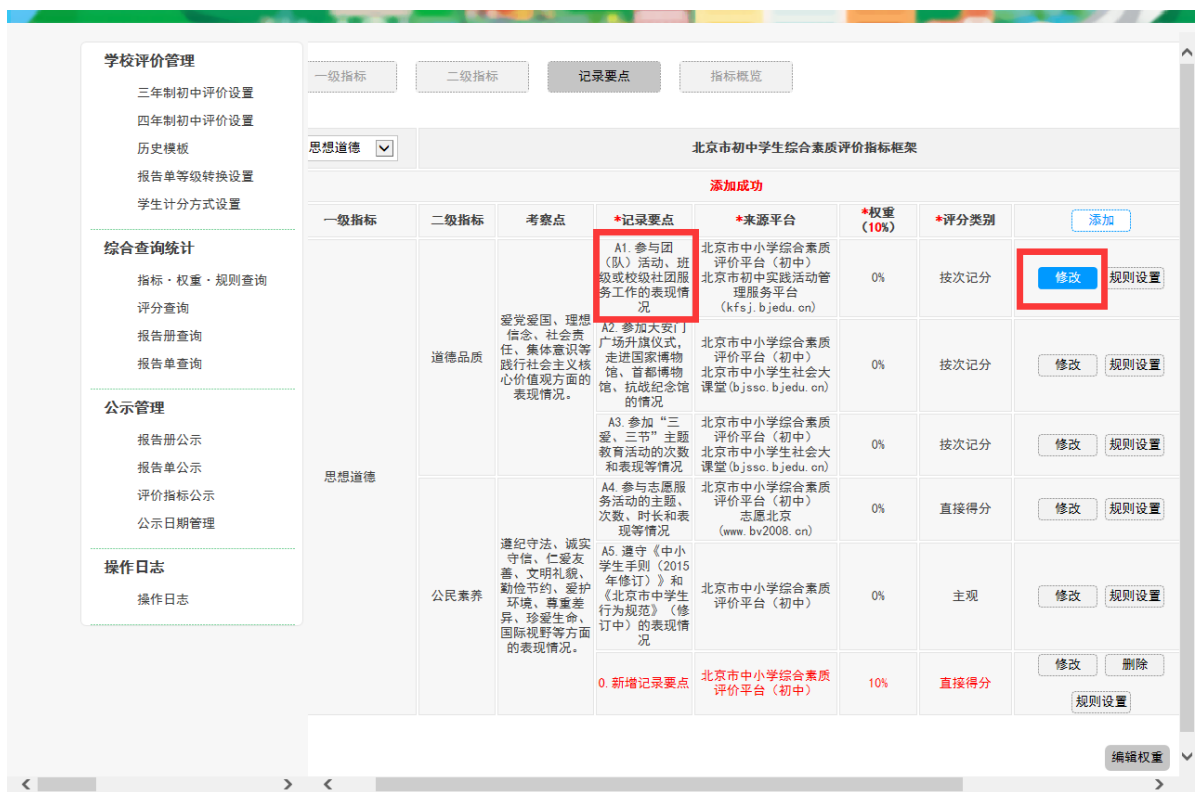 学校评价管理
三年制初中评价设置
四年制初中评价设置
历史模板
报告单等级转换设置
学生计分方式设置
综合查询统计
指标・权重・规则查询
评分查询
报告册查询
报告单查询
公示管理
报告册公示
报告单公示
评价指标公示
公示日期管理
操作日志
操作日志
一级指标
二级指标
记录要点
指标概览
思想道德
北京市初中学生综合素质评价指标框架
添加成功
一级指标
二级指标
考察点
*记录要点
*来源平台
*权重
(10%)
*评分类别
添加
思想道德
道德品质
爱党爱国、理想
信念、社会责
任、集体意识等
践行社会主义核
心价值观方面的
表现情况。
A1.参与团
（队）活动、班
级或校级社团服
务工作的表现情
况
北京市中小学综合素质
评价平台（初中）
北京市初中实践活动管
理服务平台
(kfsj.bjedu.cn)
0%
按次记分
修改
规则设置
A2.参加天安门
广场升旗仪式，
走进国家博物
馆、首都博物
馆、抗战纪念馆
的情况
北京市中小学综合素质
评价平台（初中）
北京市中小学生社会大
课堂(bjssc.bjedu.cn)
0%
按次记分
修改
规则设置
A3.参加“三
爱、三节”主题
教育活动的次数
和表现等情况
北京市中小学综合素质
评价平台（初中）
北京市中小学生社会大
课堂(bjssc.bjedu.cn)
0%
按次记分
修改
规则设置
公民素养
遵纪守法、诚实
守信、仁爱友
善、文明礼貌、
勤俭节约、爱护
环境、尊重差
异、珍爱生命、
国际视野等方面
的表现情况。
A4.参与志愿服
务活动的主题、
次数、时长和表
现等情况
北京市中小学综合素质
评价平台（初中）
志愿北京
(www.bv2008.cn)
0%
直接得分
修改
规则设置
A5.遵守《中小
学生手则（2015
年修订）》和
《北京市中学生
行为规范》（修
订中）的表现情
况
北京市中小学综合素质
评价平台（初中）
0%
主观
修改
规则设置
0.新增记录要点
北京市中小学综合素质
评价平台（初中）
10%
直接得分
修改
删除
规则设置
编辑权重